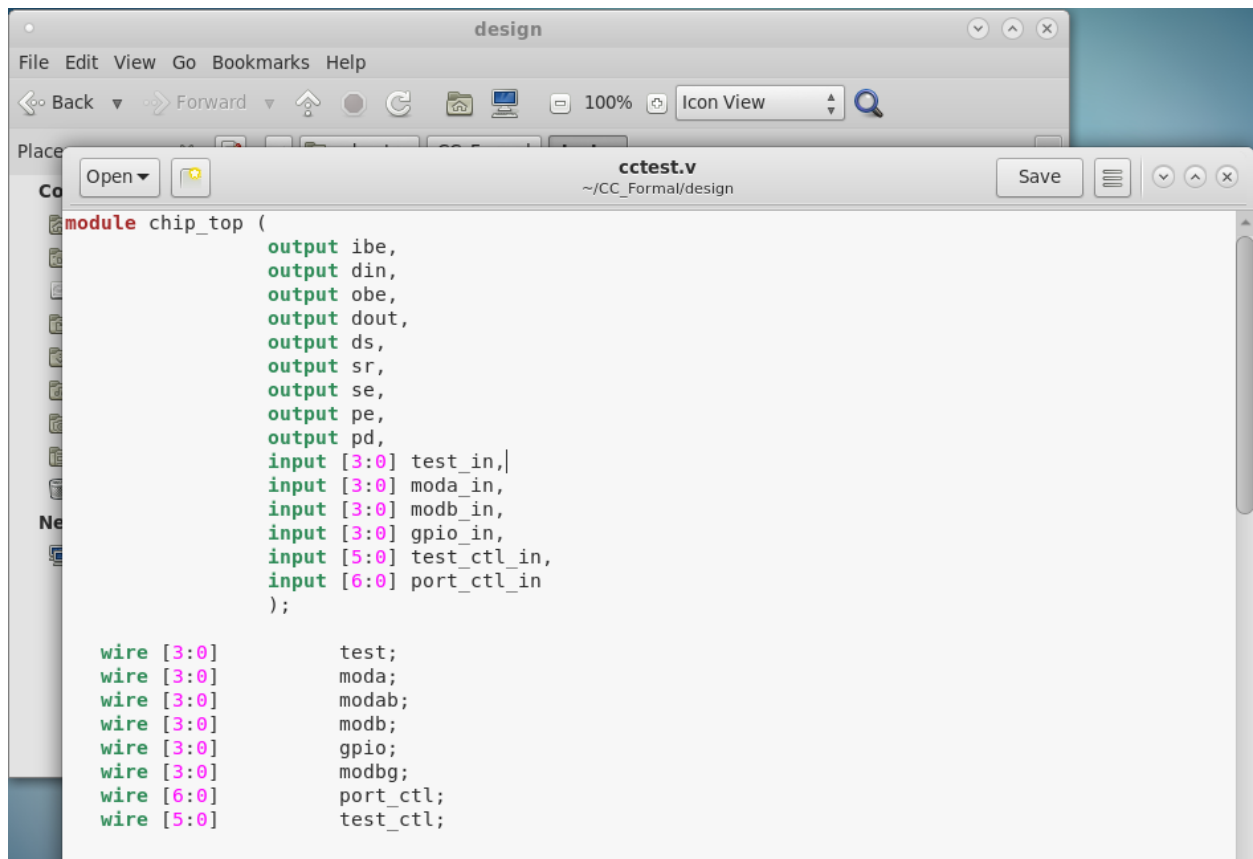 design
File Edit View Go Bookmarks Help
Back Forward 100% Icon View
Place
cctest.v
Open Save
~/CC_Formal/design
Co
module chip_top (
output ibe,
output din,
output obe,
output dout,
output ds,
output sr,
output se,
output pe,
output pd,
input [3:0] test_in,
input [3:0] moda_in,
input [3:0] modb_in,
Ne
input [3:0] gpio_in,
input [5:0] test_ctl_in,
input [6:0] port_ctl_in
);
wire [3:0] test;
wire [3:0] moda;
wire [3:0] modab;
wire [3:0] modb;
wire [3:0] gpio;
wire [3:0] modbg;
wire [6:0] port_ctl;
wire [5:0] test_ctl;